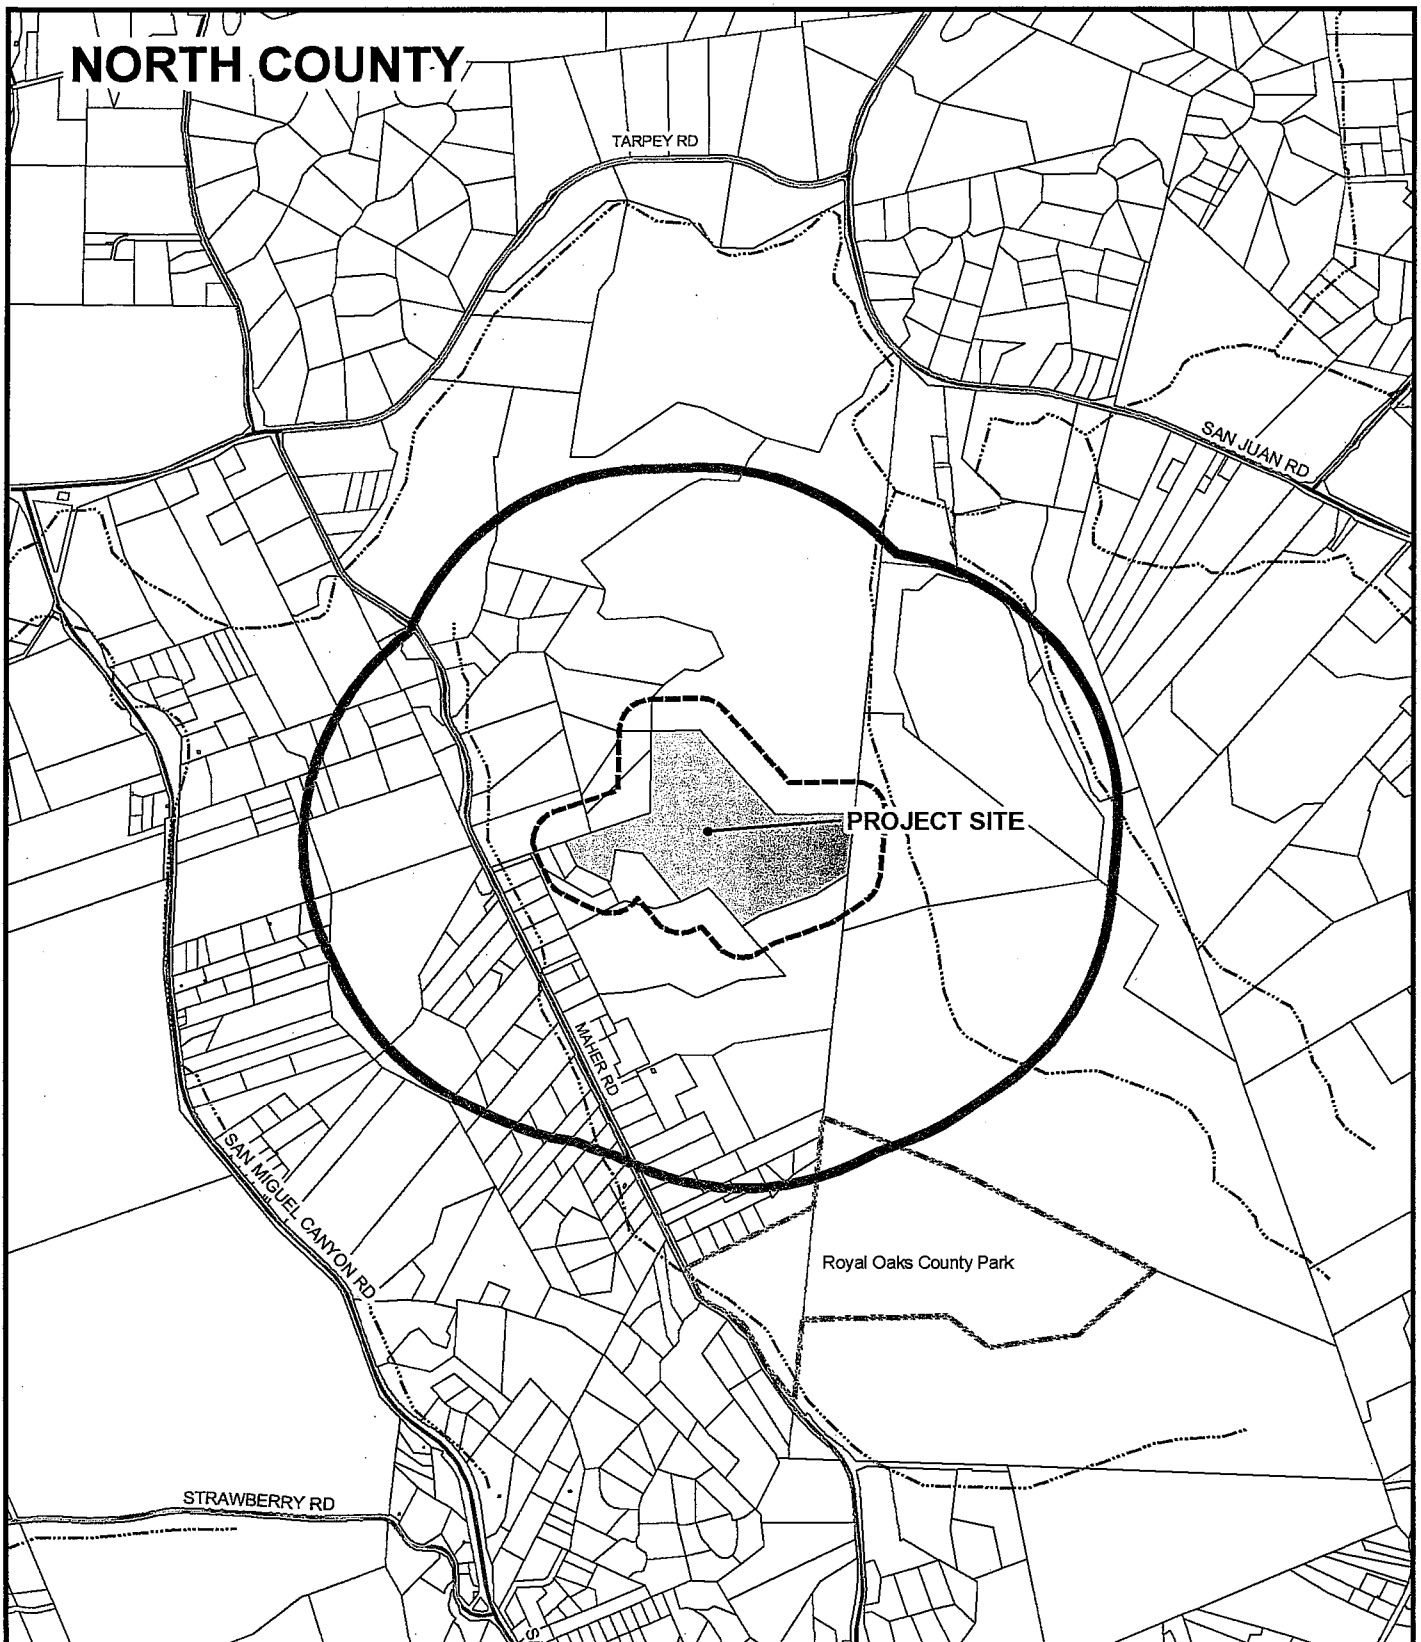 NORTH COUNTY
TARPEY RD
SAN JUAN RD
PROJECT SITE
MAHER RD
SAN MIGUEL CANYON RD
Royal Oaks County Park
STRAWBERRY RD